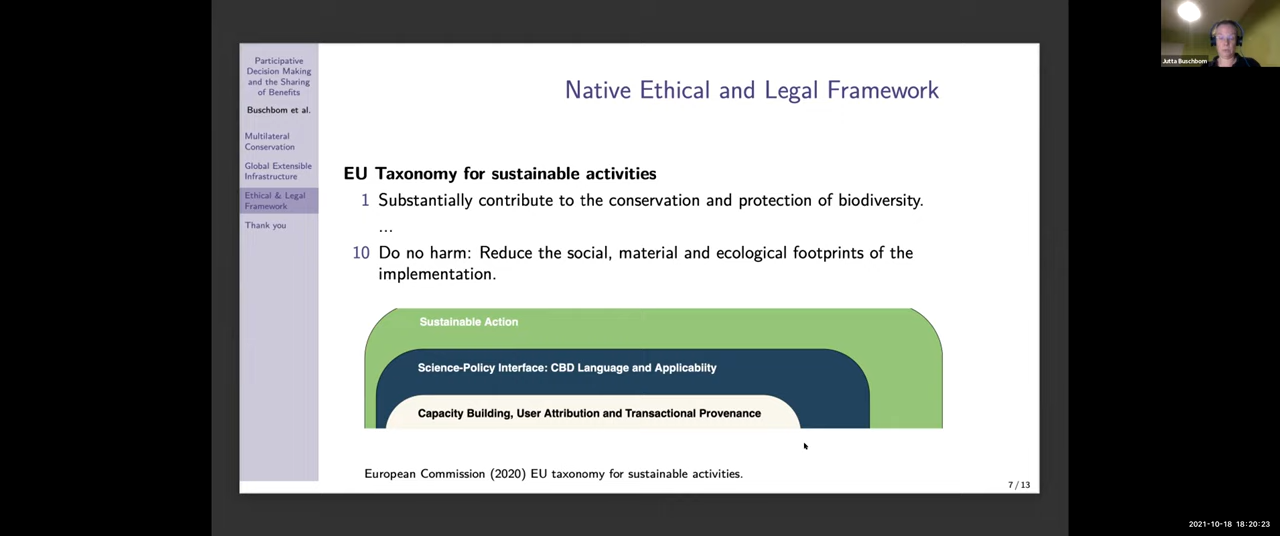 Participative
Decision Making
and the Sharing
of Benefits
Buschbom et al.
Multilateral
Conservation
Global Extensible
Infrastructure
Ethical & Legal
Framework
Thank you
Native Ethical and Legal Framework
EU Taxonomy for sustainable activities
1 Substantially contribute to the conservation and protection of biodiversity.
...
10 Do no harm: Reduce the social, material and ecological footprints of the
implementation.
Sustainable Action
Science-Policy Interface: CBD Language and Applicabiity
Capacity Building, User Attribution and Transactional Provenance
European Commission (2020) EU taxonomy for sustainable activities.
7 / 13
Jutta Buschbom
2021-10-18 18:20:23